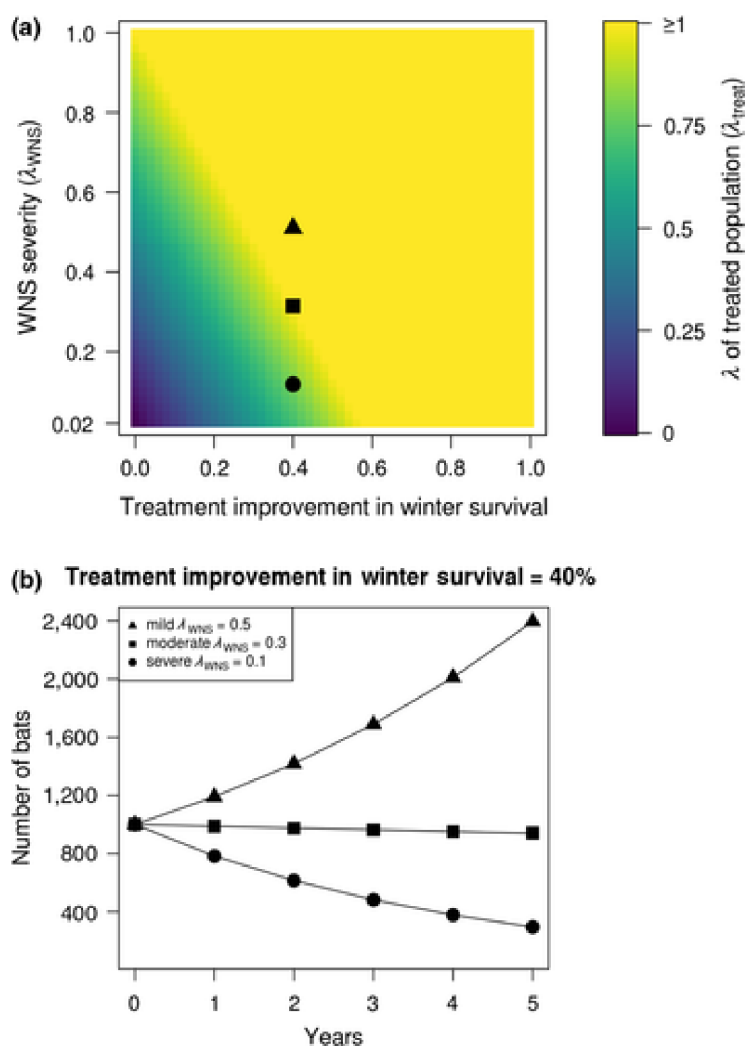 (a)
1.0
0.8
0.6
0.4
0.2
0.02
WNS severity (λWNS)
0.0 0.2 0.4 0.6 0.8 1.0
Treatment improvement in winter survival
≥1
0.75
0.5
0.25
0
λ of treated population (λtreat)
(b) Treatment improvement in winter survival = 40%
mild λWNS = 0.5
moderate λWNS = 0.3
severe λWNS = 0.1
2,400
2,000
1,600
1,200
800
400
Number of bats
0 1 2 3 4 5
Years